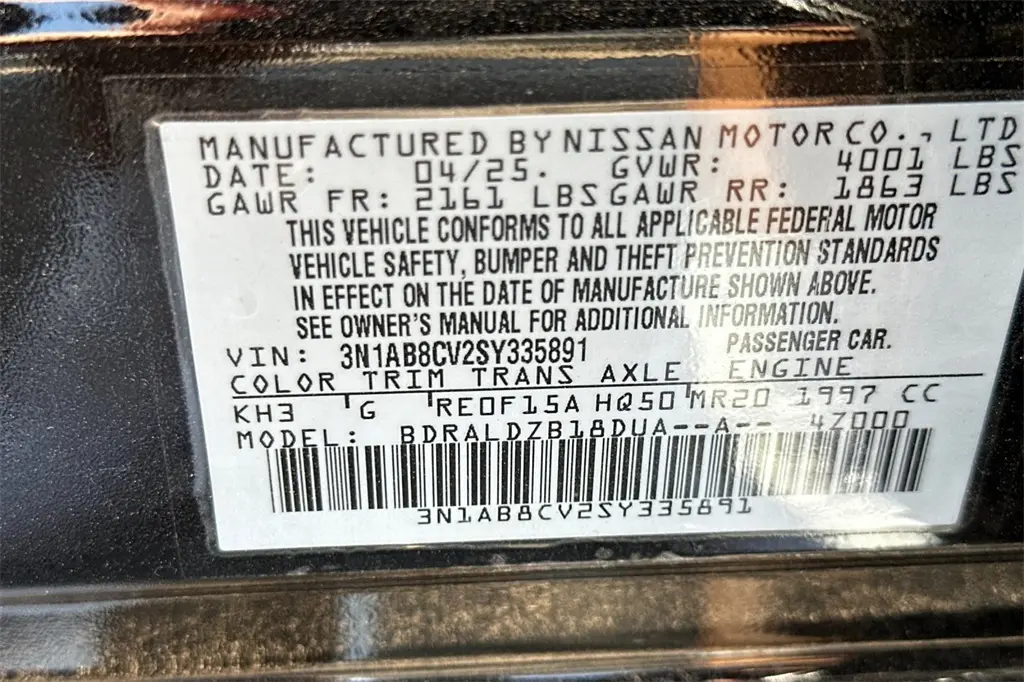 MANUFACTURED BY NISSAN MOTOR CO., LTD
DATE: 04/25. GVWR: 4001 LBS
GAWR FR: 2161 LBS GAWR RR: 1863 LBS
THIS VEHICLE CONFORMS TO ALL APPLICABLE FEDERAL MOTOR
VEHICLE SAFETY, BUMPER AND THEFT PREVENTION STANDARDS
IN EFFECT ON THE DATE OF MANUFACTURE SHOWN ABOVE.
SEE OWNER'S MANUAL FOR ADDITIONAL INFORMATION.
VIN: 3N1AB8CV2SY335891 PASSENGER CAR.
COLOR TRIM TRANS AXLE ENGINE
KH3 G RE0F15A HQ50 MR20 1997 CC
MODEL: BDRALDZB18DUA--A-- 4Z000
3N1AB8CV2SY335891